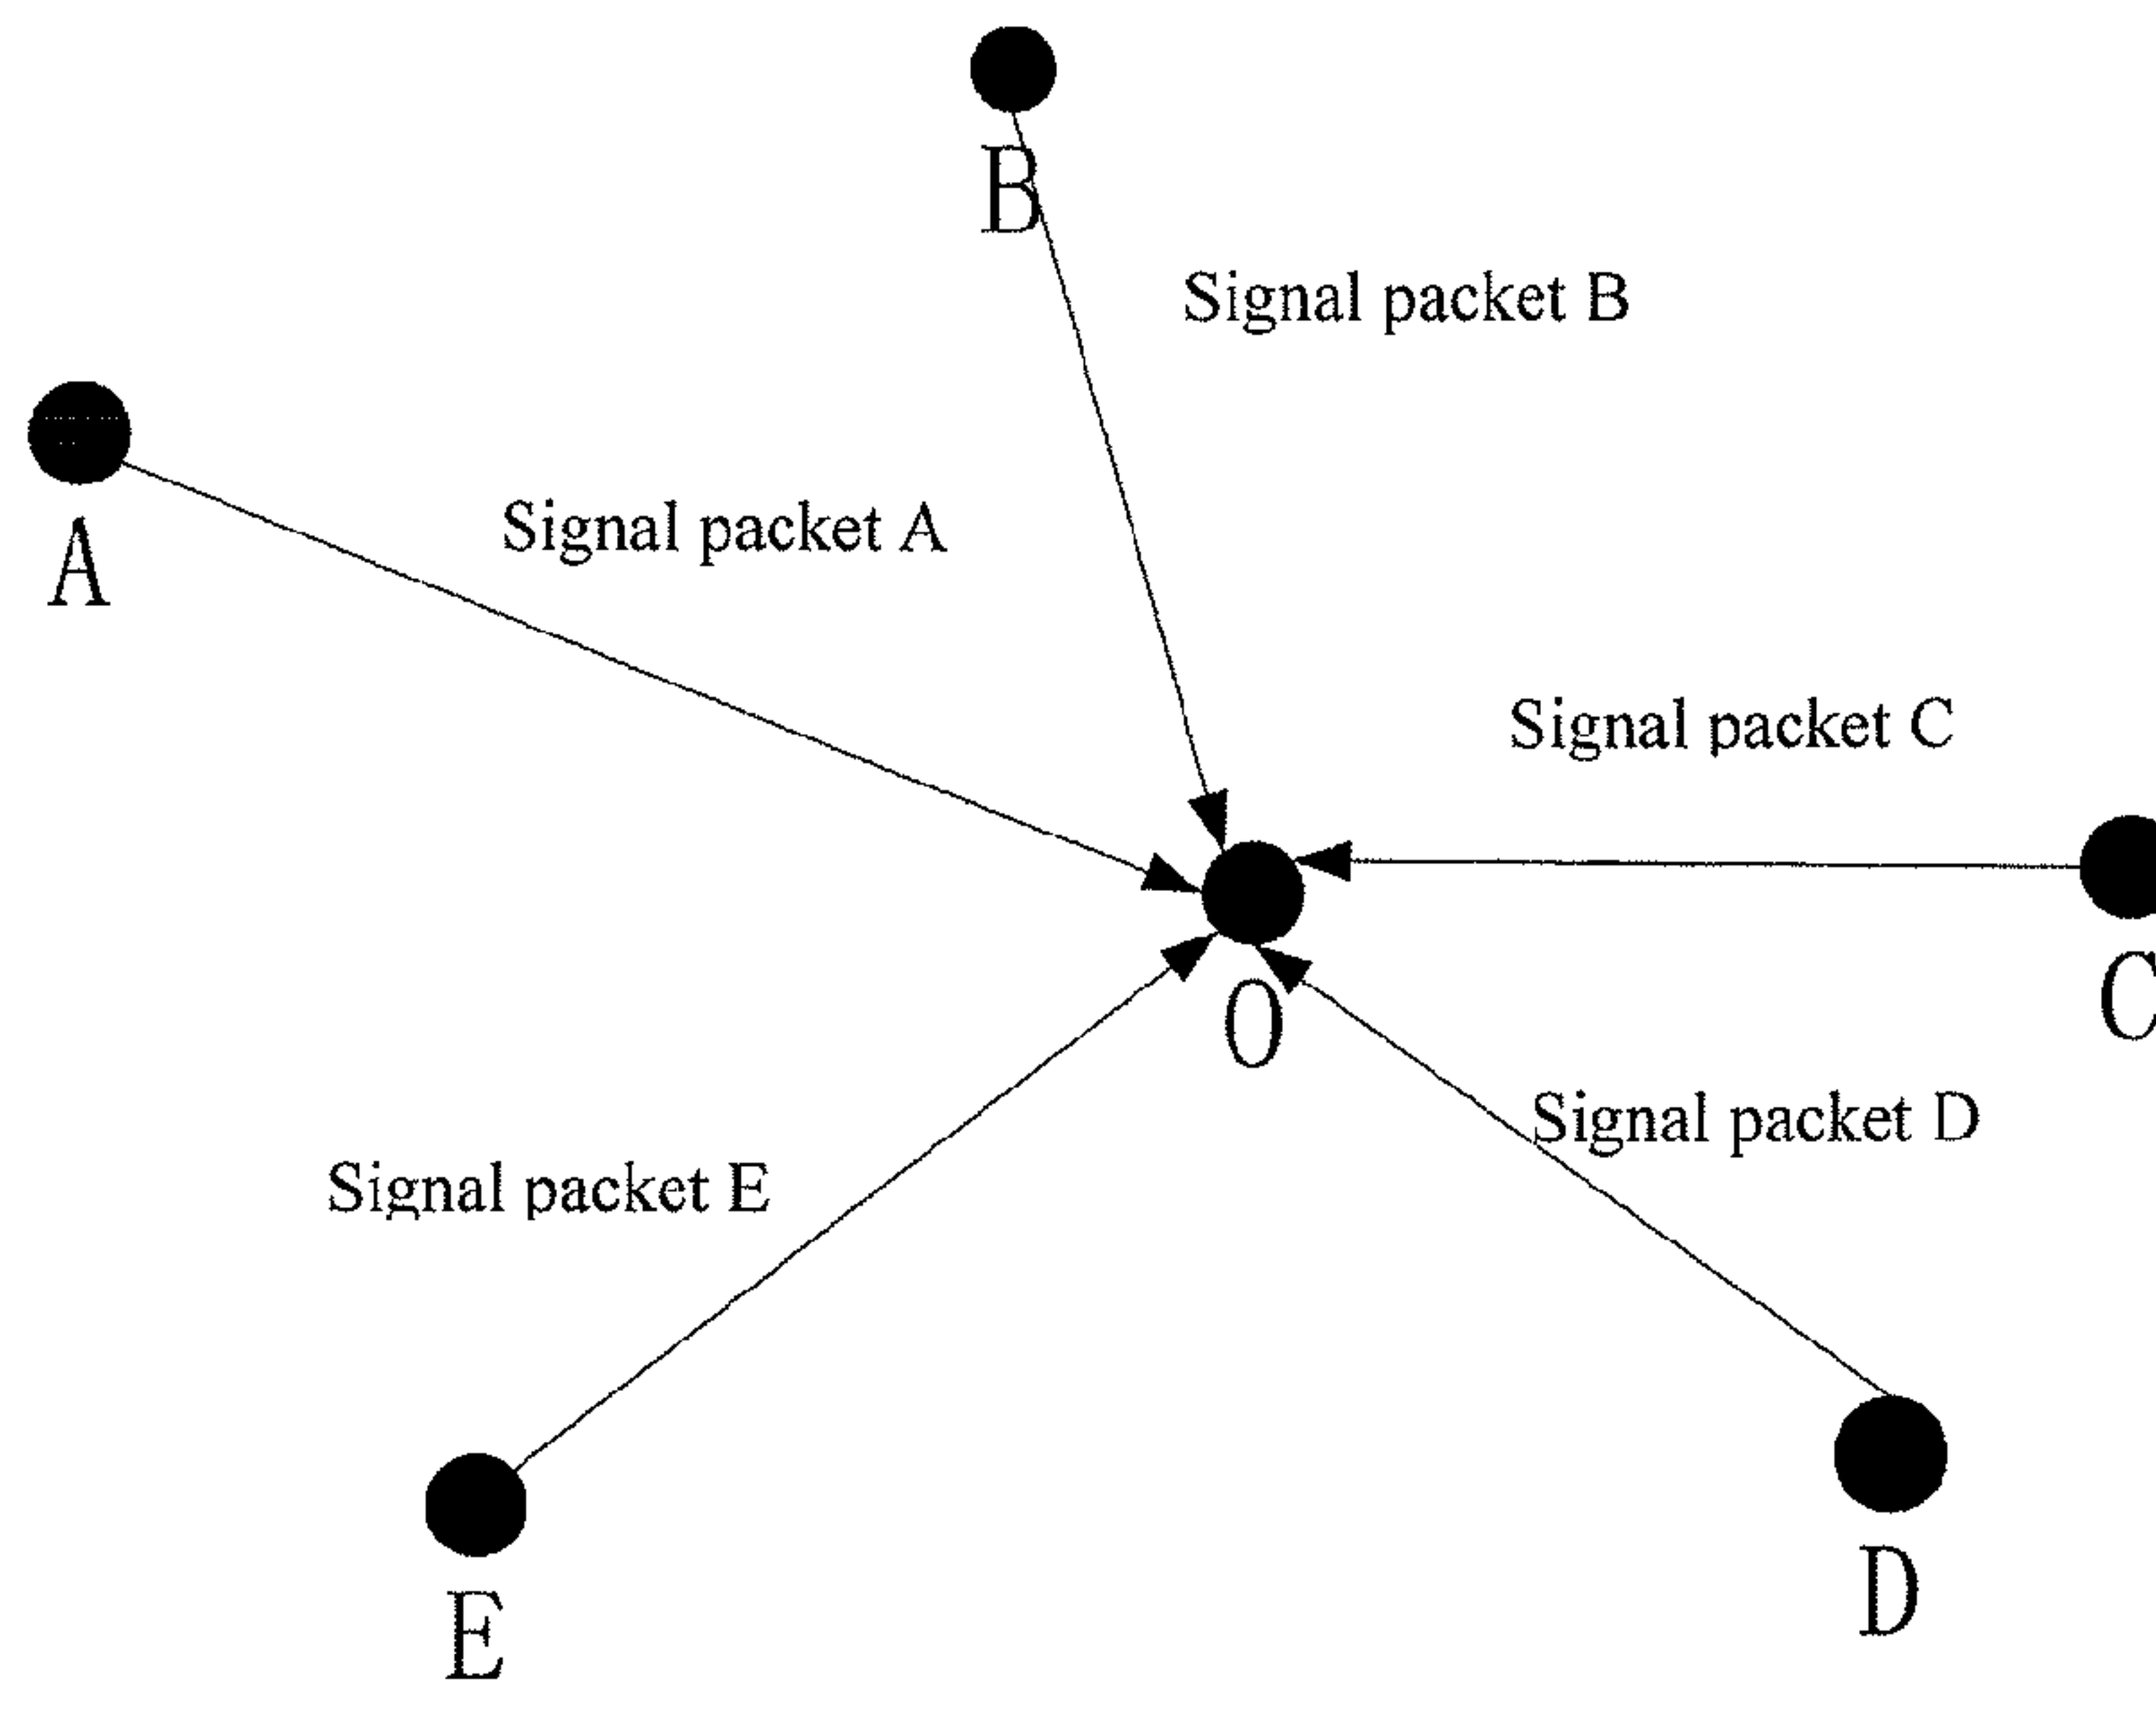 B
Signal packet B
A
Signal packet A
Signal packet C
C
O
Signal packet D
Signal packet E
D
E